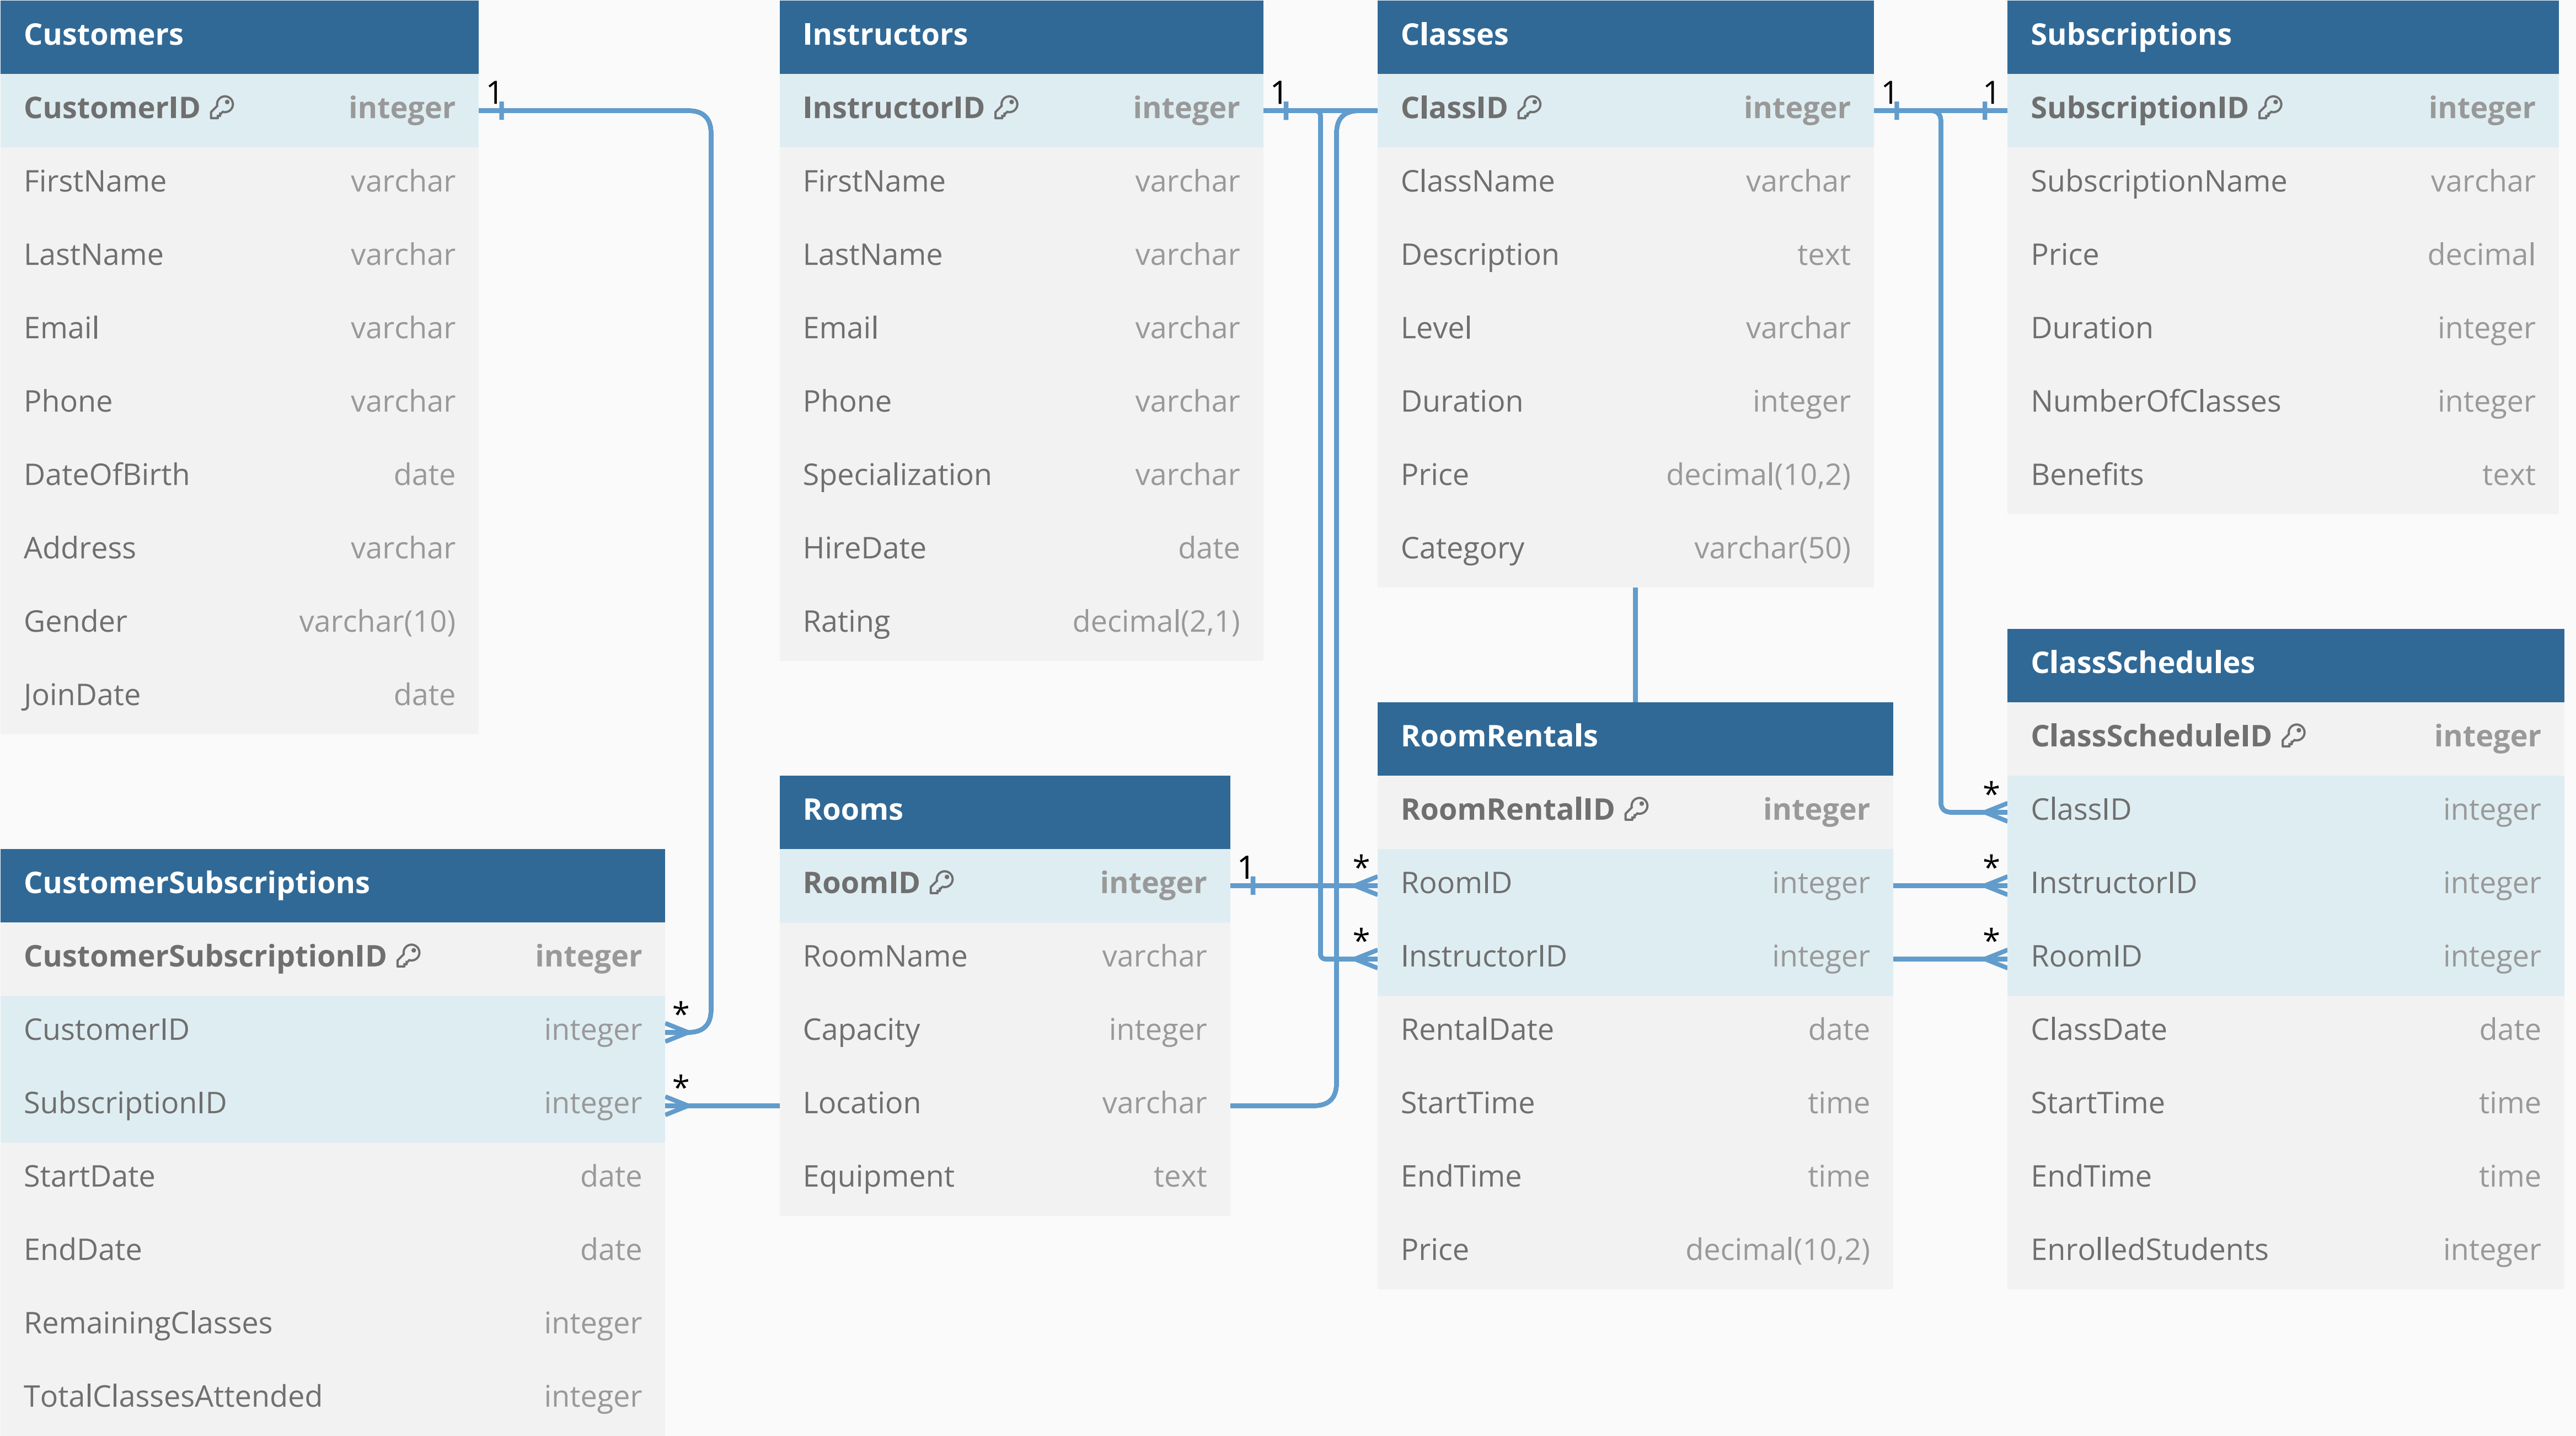 Customers
CustomerID integer
FirstName varchar
LastName varchar
Email varchar
Phone varchar
DateOfBirth date
Address varchar
Gender varchar(10)
JoinDate date
1
Instructors
InstructorID integer
FirstName varchar
LastName varchar
Email varchar
Phone varchar
Specialization varchar
HireDate date
Rating decimal(2,1)
1
Classes
ClassID integer
ClassName varchar
Description text
Level varchar
Duration integer
Price decimal(10,2)
Category varchar(50)
1
1
Subscriptions
SubscriptionID integer
SubscriptionName varchar
Price decimal
Duration integer
NumberOfClasses integer
Benefits text
CustomerSubscriptions
CustomerSubscriptionID integer
CustomerID integer
SubscriptionID integer
StartDate date
EndDate date
RemainingClasses integer
TotalClassesAttended integer
*
*
Rooms
RoomID integer
RoomName varchar
Capacity integer
Location varchar
Equipment text
1
*
*
RoomRentals
RoomRentalID integer
RoomID integer
InstructorID integer
RentalDate date
StartTime time
EndTime time
Price decimal(10,2)
*
*
*
ClassSchedules
ClassScheduleID integer
ClassID integer
InstructorID integer
RoomID integer
ClassDate date
StartTime time
EndTime time
EnrolledStudents integer